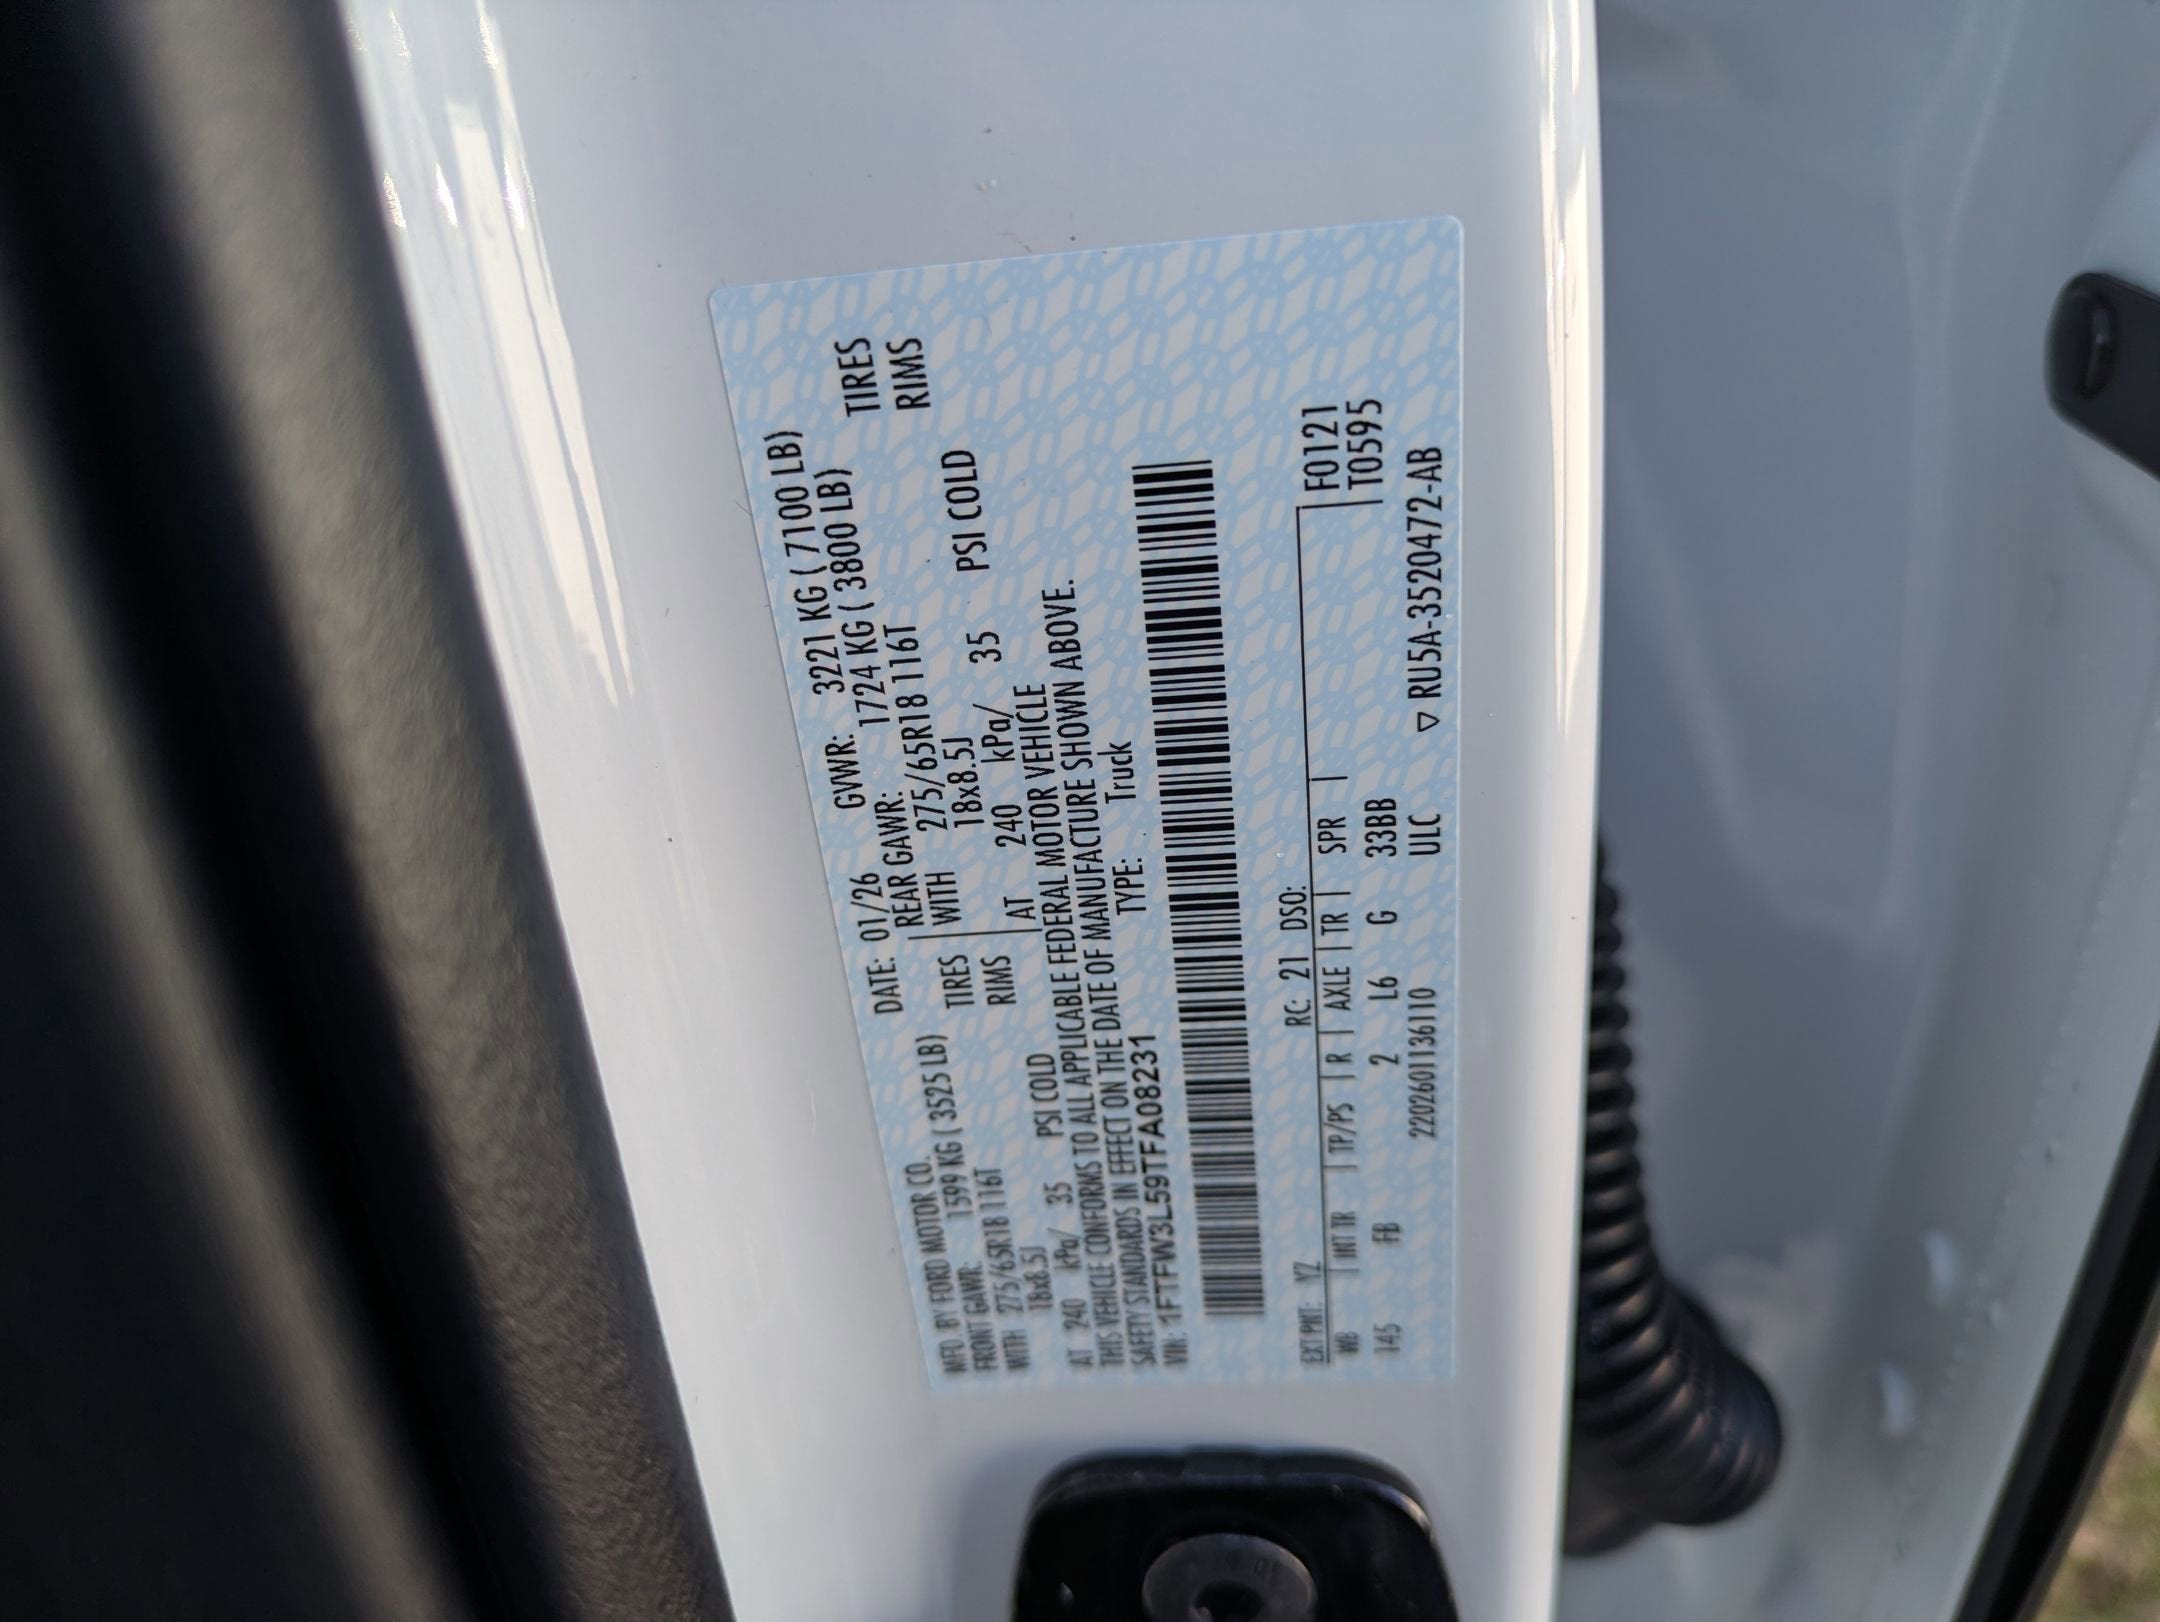 MFD. BY FORD MOTOR CO. DATE: 01/26 GVWR: 3221 KG ( 7100 LB)
FRONT GAWR: 1599 KG ( 3525 LB) REAR GAWR: 1724 KG ( 3800 LB)
WITH 275/65R18 116T TIRES WITH 275/65R18 116T TIRES
18x8.5J RIMS 18x8.5J RIMS
AT 240 kPa/ 35 PSI COLD AT 240 kPa/ 35 PSI COLD
THIS VEHICLE CONFORMS TO ALL APPLICABLE FEDERAL MOTOR VEHICLE
SAFETY STANDARDS IN EFFECT ON THE DATE OF MANUFACTURE SHOWN ABOVE.
VIN: 1FTFW3L59TFA08231 TYPE: Truck
EXT PNT: YZ RC: 21 DSO: F0121
WB | INT TR | TP/PS | R | AXLE | TR | SPR | | T0595
145 FB 2 L6 G 33BB
22026011361​10 ULC ▽ RU5A-3520472-AB